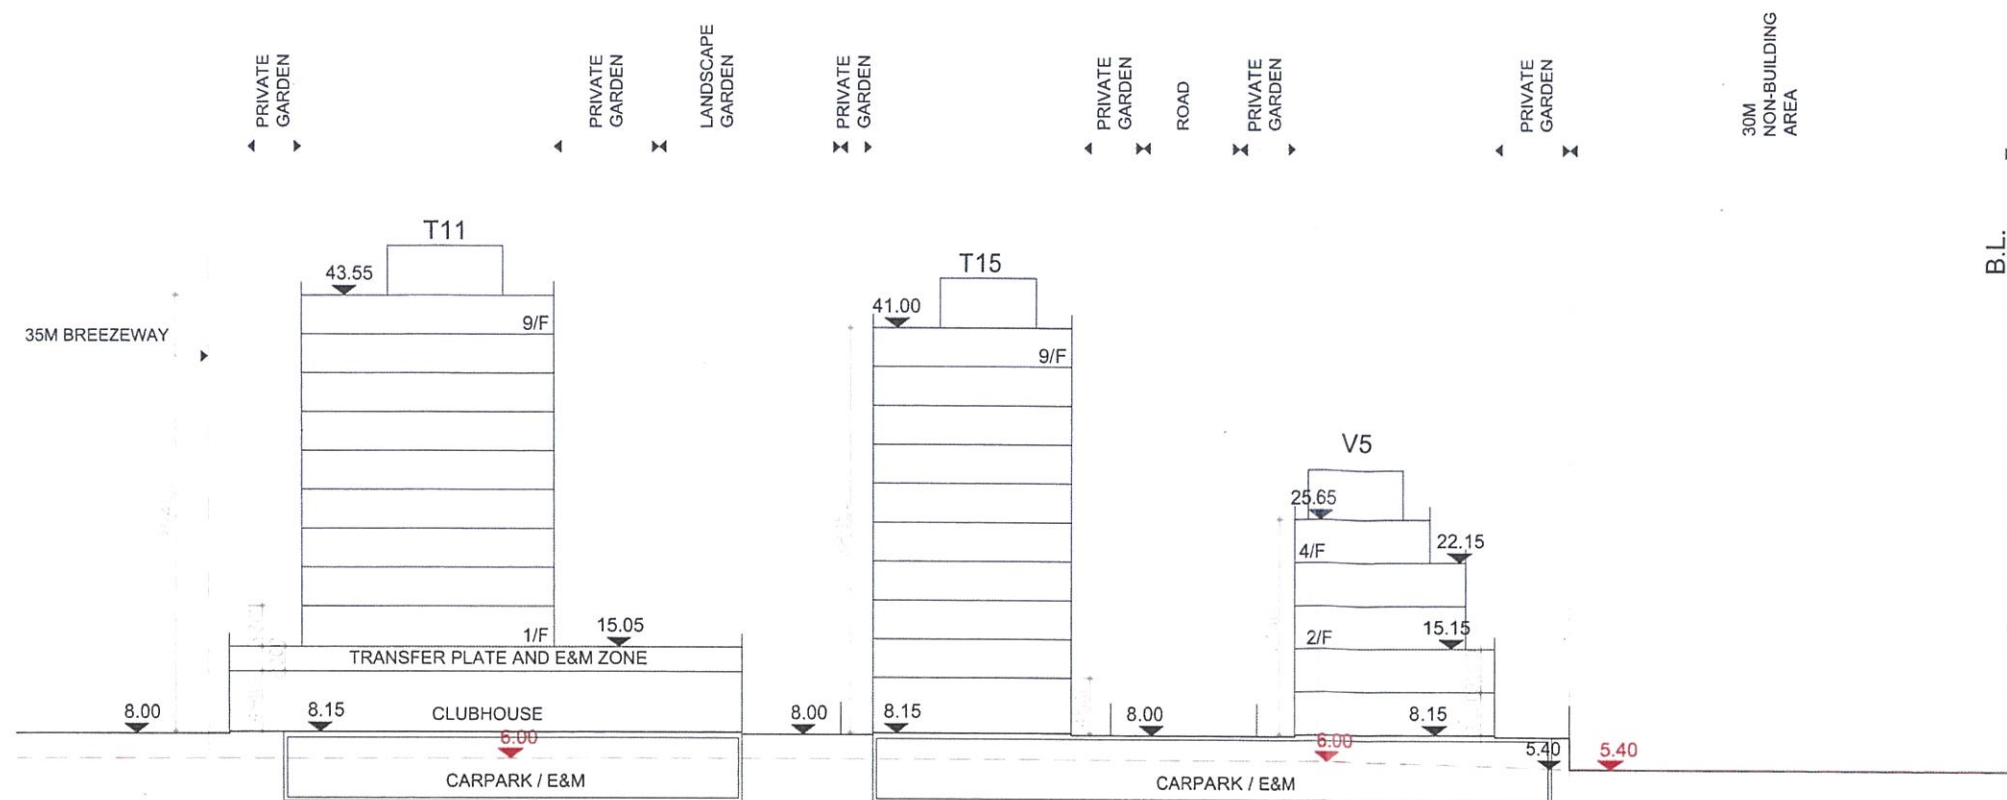 PRIVATE
GARDEN
PRIVATE
GARDEN
LANDSCAPE
GARDEN
PRIVATE
GARDEN
PRIVATE
GARDEN
ROAD
PRIVATE
GARDEN
PRIVATE
GARDEN
30M
NON-BUILDING
AREA
B.L.
35M BREEZEWAY
T11
43.55
9/F
1/F
15.05
TRANSFER PLATE AND E&M ZONE
8.00
8.15
CLUBHOUSE
6.00
CARPARK / E&M
8.00
T15
41.00
9/F
8.15
8.00
V5
25.65
4/F
22.15
2/F
15.15
8.15
6.00
5.40
5.40
CARPARK / E&M